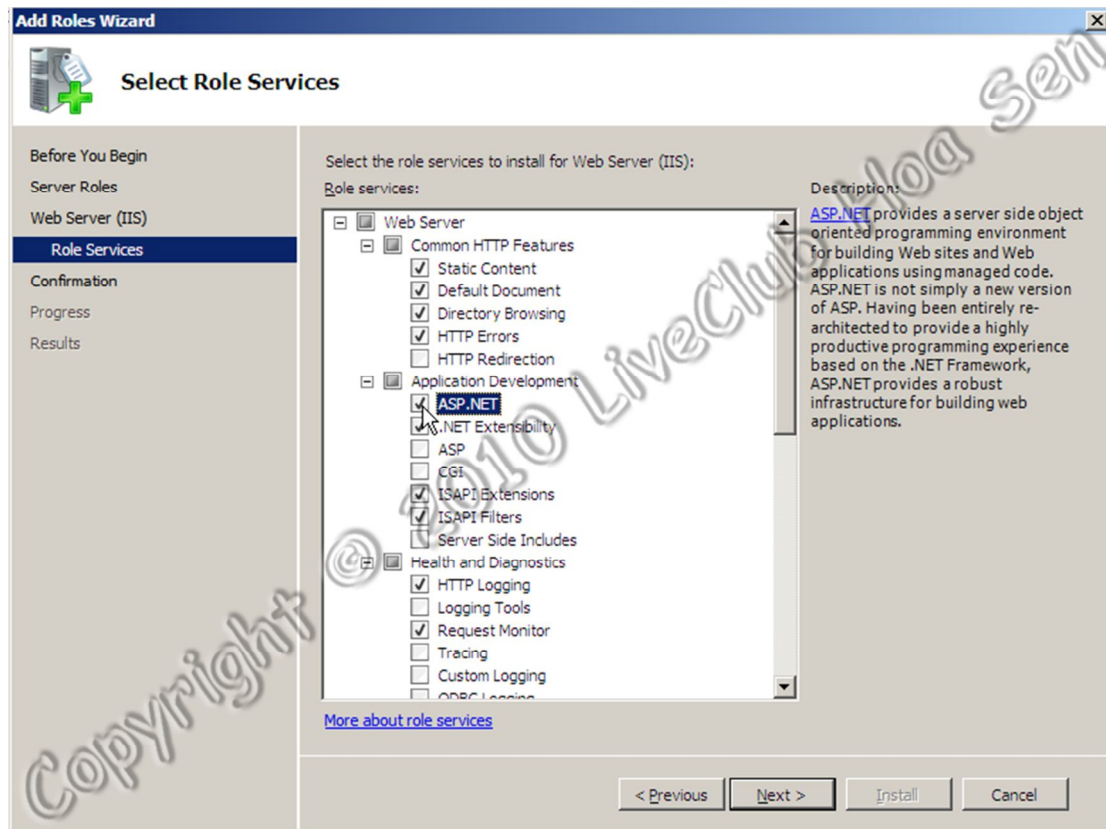 Add Roles Wizard
Select Role Services
Before You Begin
Server Roles
Web Server (IIS)
Role Services
Confirmation
Progress
Results
Select the role services to install for Web Server (IIS):
Role services:
Web Server
Common HTTP Features
Static Content
Default Document
Directory Browsing
HTTP Errors
HTTP Redirection
Application Development
ASP.NET
.NET Extensibility
ASP
CGI
ISAPI Extensions
ISAPI Filters
Server Side Includes
Health and Diagnostics
HTTP Logging
Logging Tools
Request Monitor
Tracing
Custom Logging
ODBC Logging
More about role services
Description:
ASP.NET provides a server side object
oriented programming environment
for building Web sites and Web
applications using managed code.
ASP.NET is not simply a new version
of ASP. Having been entirely re-
architected to provide a highly
productive programming experience
based on the .NET Framework,
ASP.NET provides a robust
infrastructure for building web
applications.
< Previous
Next >
Install
Cancel
Copyright © 2010 LiveClub Hoa Sen